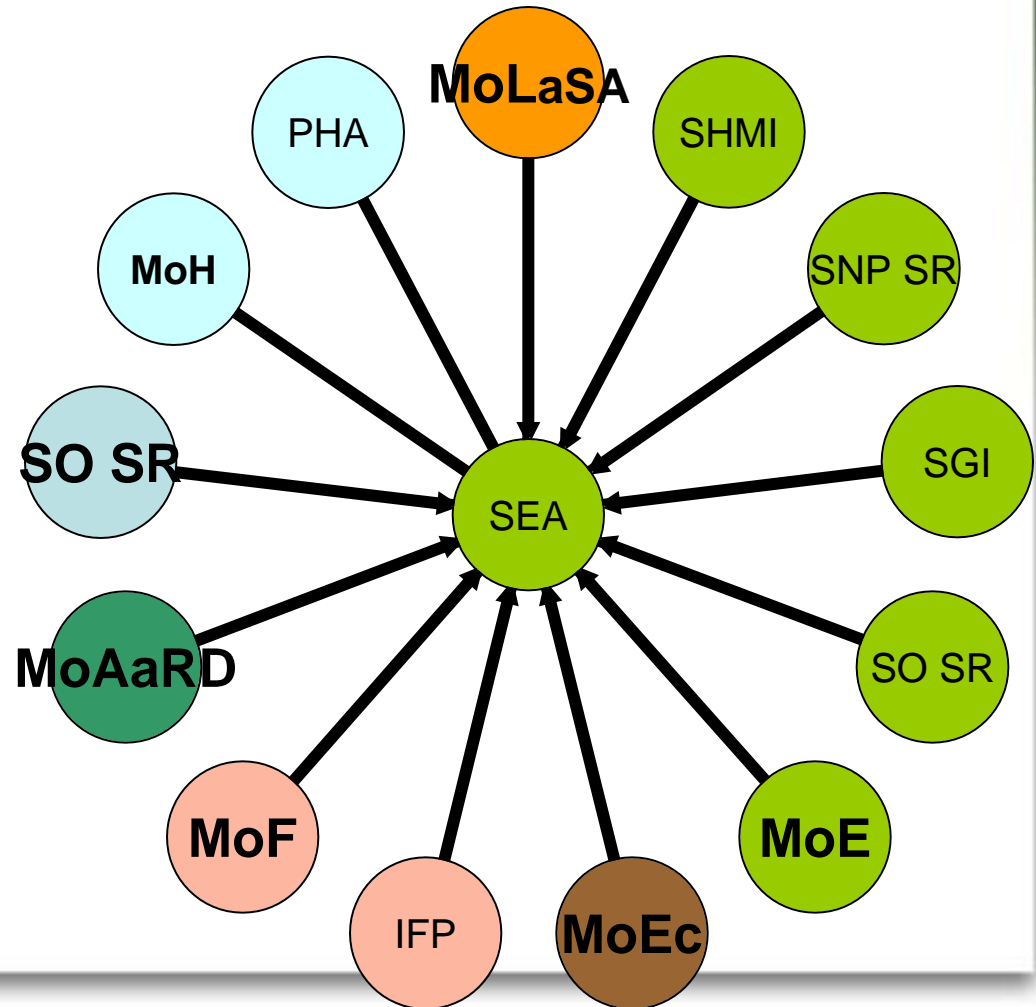 MoLaSA
PHA
SHMI
MoH
SNP SR
SO SR
SGI
SEA
MoAaRD
SO SR
MoF
MoE
IFP
MoEc